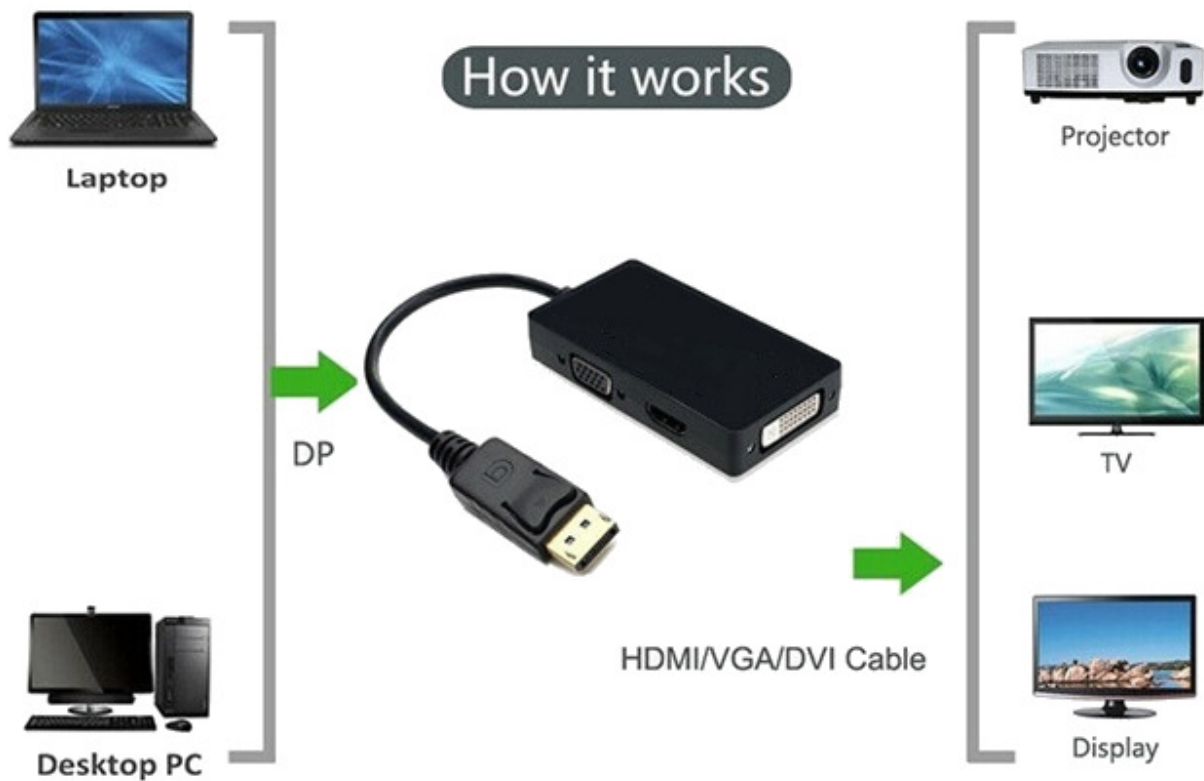 How it works
Laptop
Projector
DP
TV
HDMI/VGA/DVI Cable
Desktop PC
Display